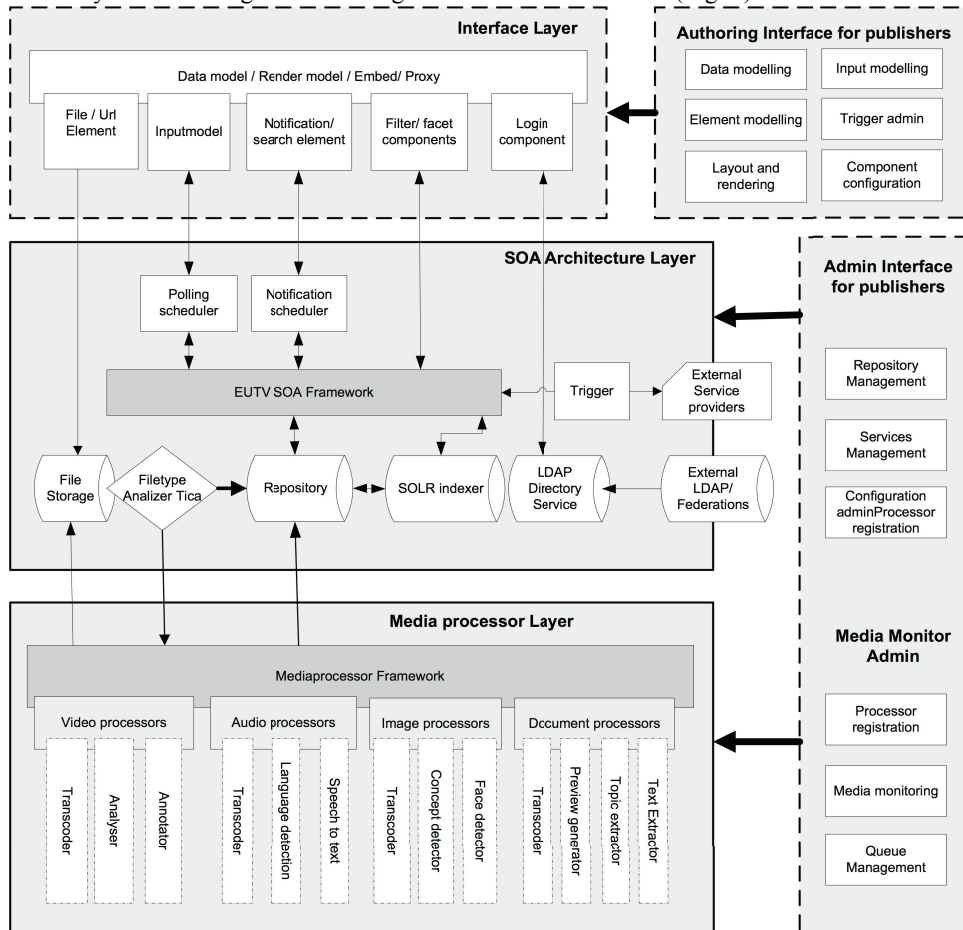 Interface Layer
Data model / Render model / Embed/ Proxy
File / Url
Element
Inputmodel
Notification/
search element
Filter/ facet
components
Login
component
Authoring Interface for publishers
Data modelling
Input modelling
Element modelling
Trigger admin
Layout and
rendering
Component
configuration
SOA Architecture Layer
Polling
scheduler
Notification
scheduler
EUTV SOA Framework
Trigger
External
Service
providers
File
Storage
Filetype
Analizer Tica
Repository
SOLR indexer
LDAP
Directory
Service
External
LDAP/
Federations
Admin Interface
for publishers
Repository
Management
Services
Management
Configuration
adminProcessor
registration
Media processor Layer
Mediaprocessor Framework
Video processors
Audio processors
Image processors
Document processors
Transcoder
Analyser
Annotator
Transcoder
Language detection
Speech to text
Transcoder
Concept detector
Face detector
Transcoder
Preview generator
Topic extractor
Text Extractor
Media Monitor
Admin
Processor
registration
Media monitoring
Queue
Management